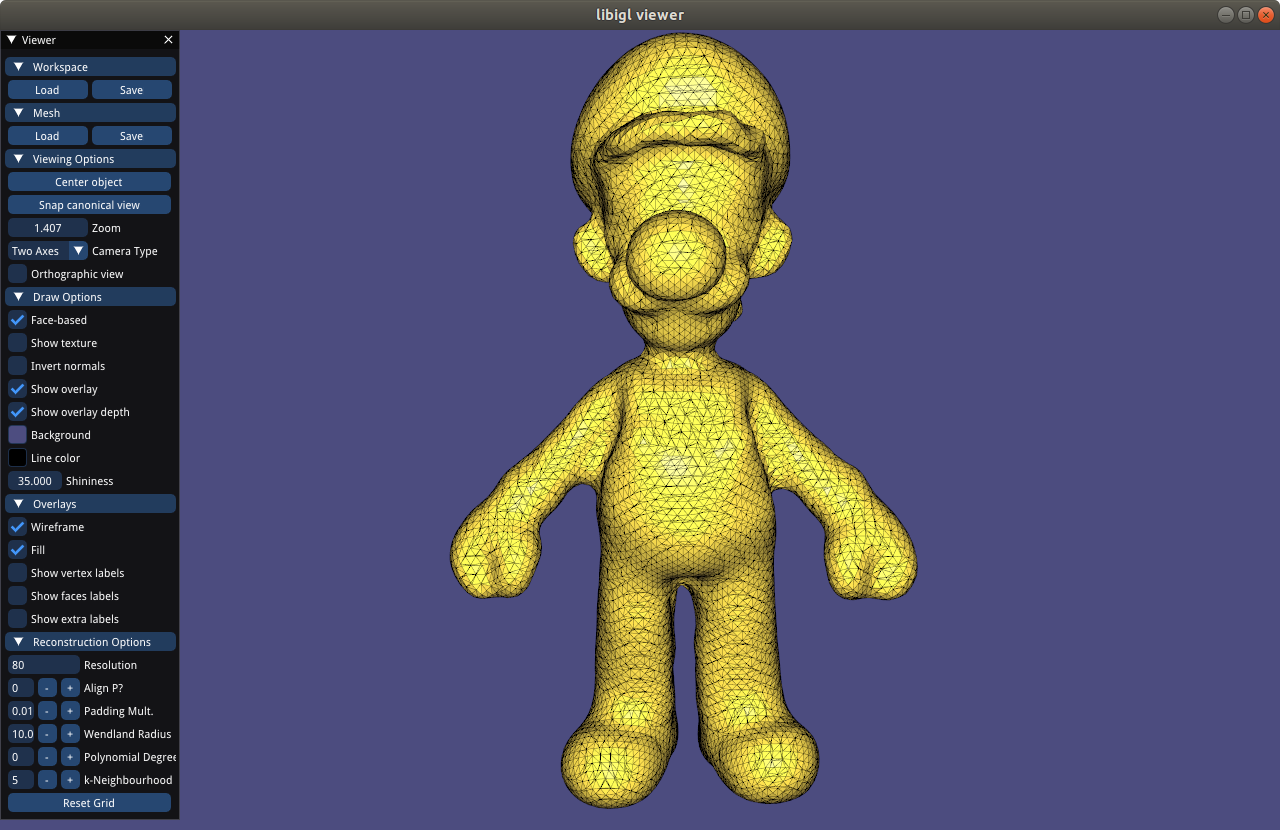 libigl viewer
Viewer
Workspace
Load Save
Mesh
Load Save
Viewing Options
Center object
Snap canonical view
1.407 Zoom
Two Axes Camera Type
Orthographic view
Draw Options
Face-based
Show texture
Invert normals
Show overlay
Show overlay depth
Background
Line color
35.000 Shininess
Overlays
Wireframe
Fill
Show vertex labels
Show faces labels
Show extra labels
Reconstruction Options
80 Resolution
0 - + Align P?
0.01 - + Padding Mult.
10.0 - + Wendland Radius
0 - + Polynomial Degree
5 - + k-Neighbourhood
Reset Grid